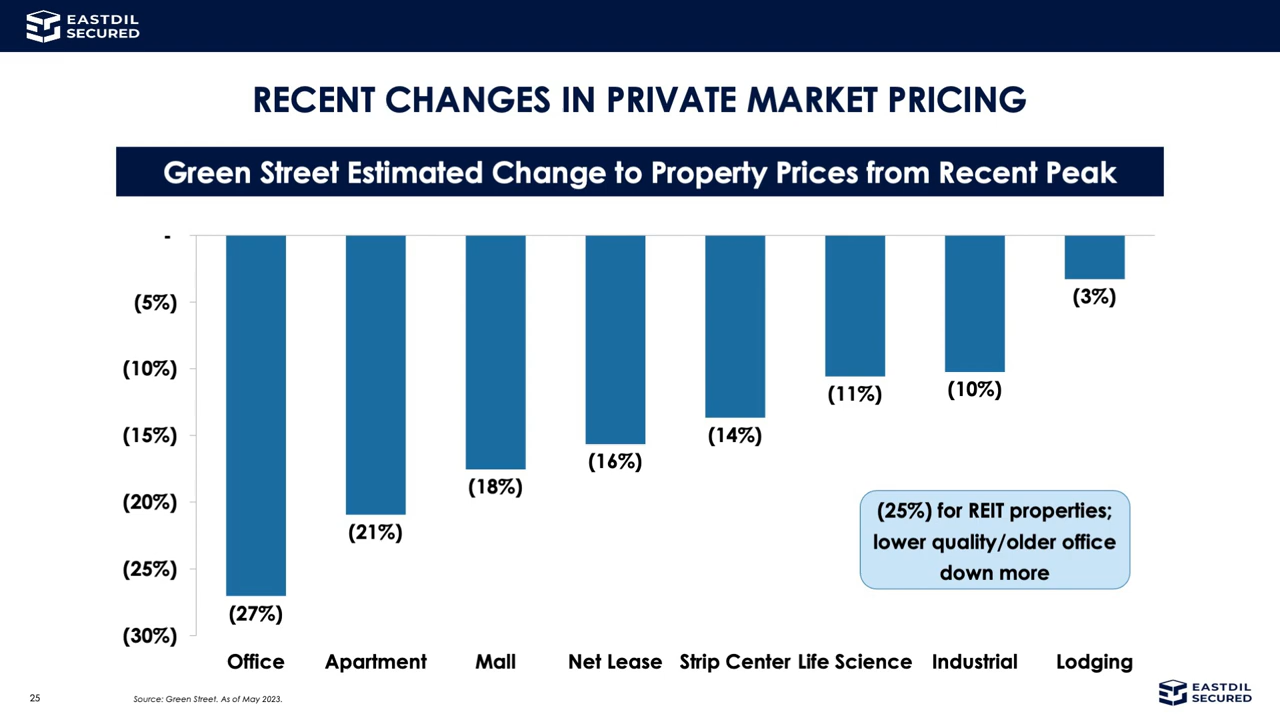 EASTDIL
SECURED
RECENT CHANGES IN PRIVATE MARKET PRICING
Green Street Estimated Change to Property Prices from Recent Peak
-
(5%)
(10%)
(15%)
(20%)
(25%)
(30%)
(27%)
(21%)
(18%)
(16%)
(14%)
(11%)
(10%)
(3%)
(25%) for REIT properties;
lower quality/older office
down more
Office Apartment Mall Net Lease Strip Center Life Science Industrial Lodging
25
Source: Green Street. As of May 2023.
EASTDIL
SECURED